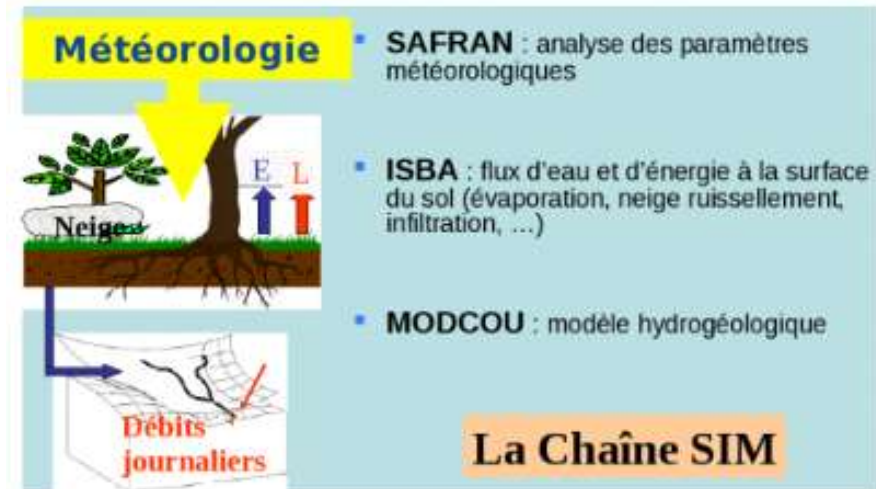 Météorologie
SAFRAN : analyse des paramètres
météorologiques
E L
Neige
ISBA : flux d'eau et d'énergie à la surface
du sol (évaporation, neige ruissellement,
infiltration, …)
MODCOU : modèle hydrogéologique
Débits
journaliers
La Chaîne SIM